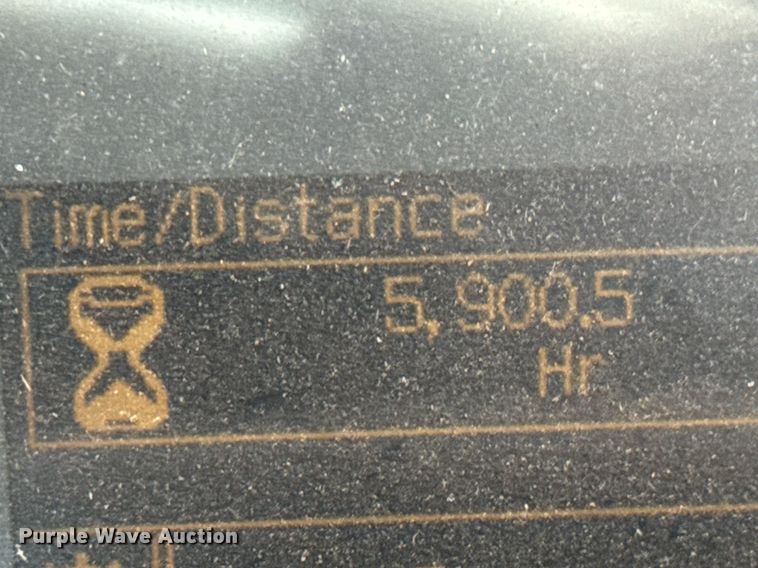 Time/Distance
5,900.5
Hr
Purple Wave Auction